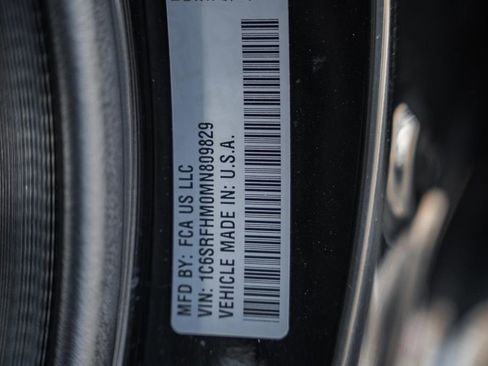 MFD BY: FCA US LLC
VIN: 1C6SRFHM0MN809829
VEHICLE MADE IN: U.S.A.